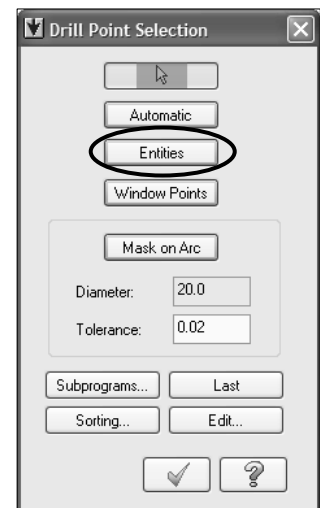 Drill Point Selection
Automatic
Entities
Window Points
Mask on Arc
Diameter: 20.0
Tolerance: 0.02
Subprograms... Last
Sorting... Edit...